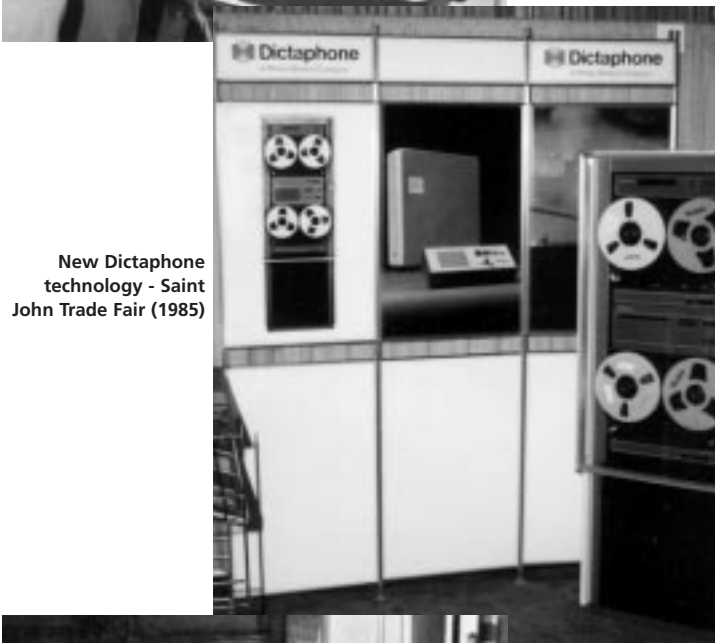 Dictaphone
Dictaphone
New Dictaphone
technology - Saint
John Trade Fair (1985)